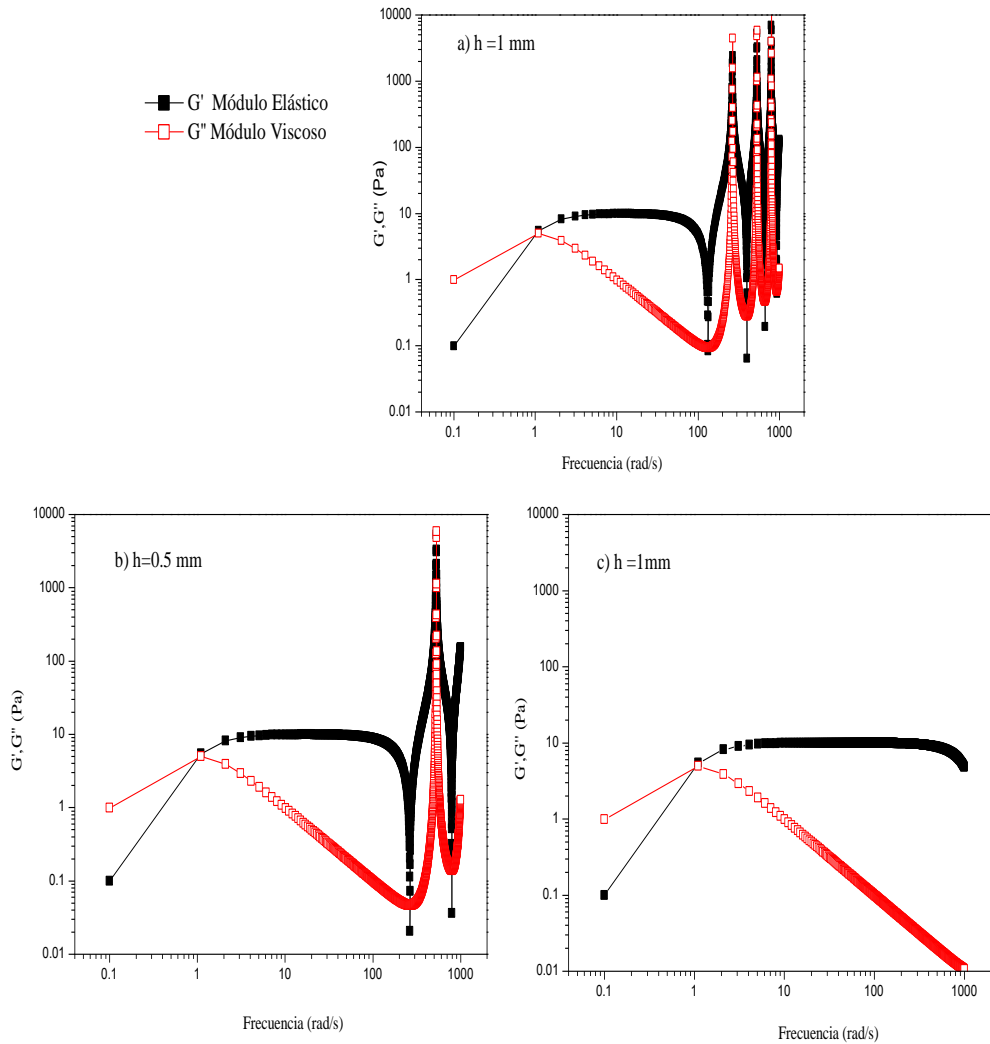 a) h =1 mm
G' Módulo Elástico
G'' Módulo Viscoso
G',G'' (Pa)
10000
1000
100
10
1
0.1
0.01
0.1 1 10 100 1000
Frecuencia (rad/s)
b) h=0.5 mm
G',G'' (Pa)
10000
1000
100
10
1
0.1
0.01
0.1 1 10 100 1000
Frecuencia (rad/s)
c) h =1mm
G',G'' (Pa)
10000
1000
100
10
1
0.1
0.01
0.1 1 10 100 1000
Frecuencia (rad/s)